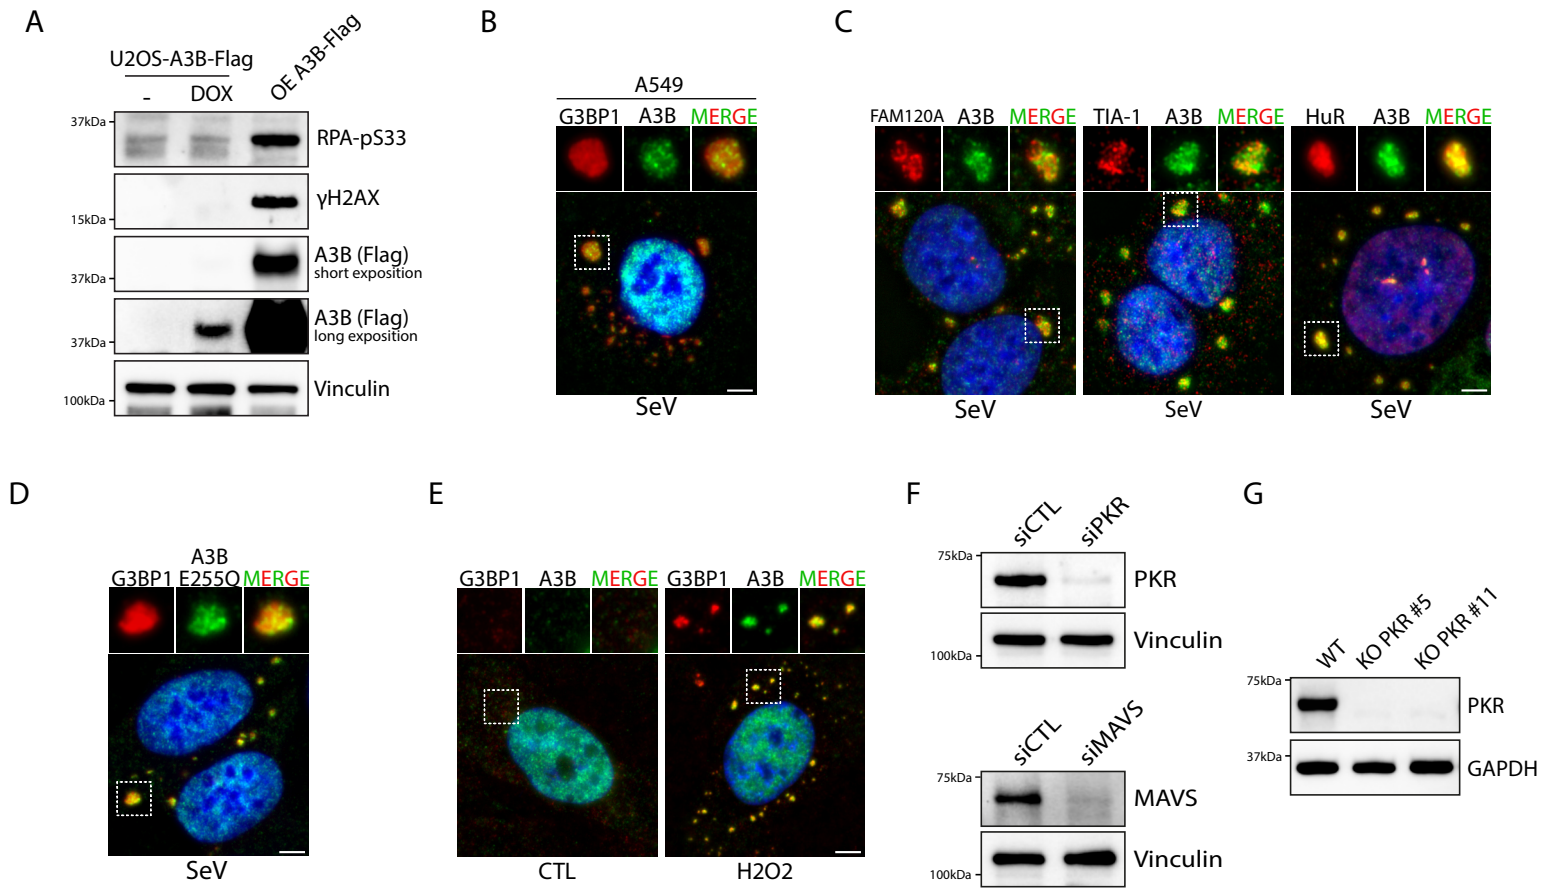 A
U2OS-A3B-Flag
OE A3B-Flag
-
DOX
37kDa
RPA-pS33
15kDa
γH2AX
37kDa
A3B (Flag)
short exposition
37kDa
A3B (Flag)
long exposition
100kDa
Vinculin
B
A549
G3BP1 A3B MERGE
SeV
C
FAM120A A3B MERGE
SeV
TIA-1 A3B MERGE
SeV
HuR A3B MERGE
SeV
D
A3B
G3BP1 E255Q MERGE
SeV
E
G3BP1 A3B MERGE
CTL
G3BP1 A3B MERGE
H2O2
F
siCTL siPKR
75kDa
PKR
100kDa
Vinculin
siCTL siMAVS
75kDa
MAVS
100kDa
Vinculin
G
WT KO PKR #5 KO PKR #11
75kDa
PKR
37kDa
GAPDH